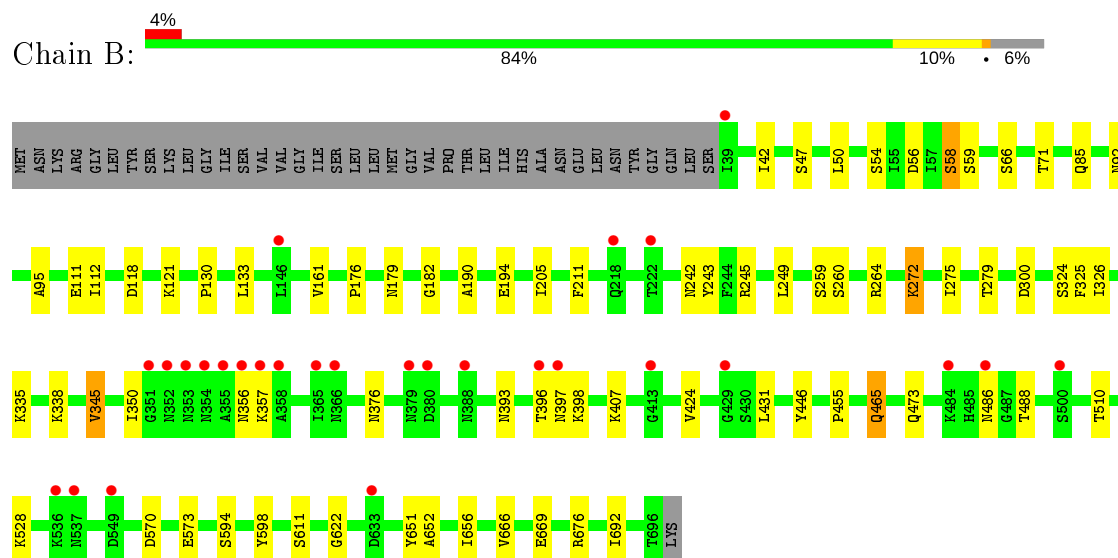 4%
Chain B:
84% 10% • 6%
MET ASN LYS ARG GLY LEU TYR SER LYS LEU GLY ILE SER VAL VAL GLY ILE SER LEU LEU MET GLY VAL PRO THR LEU ILE HIS ALA ASN GLU LEU ASN TYR GLY GLN LEU SER I39 I42 S47 L50 S54 I55 D56 I57 S58 S59 S66 T71 Q85 N92
A95 E111 I112 D118 K121 P130 L133 L146 V161 P176 N179 G182 A190 E194 I205 F211 Q218 T222 N242 Y243 F244 R245 L249 S259 S260 R264 K272 I275 T279 D300 S324 F325 I326
K335 K338 V345 I350 G351 N352 N353 N354 A355 N356 K357 A358 I365 N366 N376 N379 D380 N388 N393 T396 N397 K398 K407 G413 V424 G429 S430 L431 Y446 P455 Q465 Q473 K484 H485 N486 G487 T488 S500 T510
K528 K536 N537 D549 D570 E573 S594 Y598 S611 G622 D633 Y651 A652 I656 V666 E669 R676 I692 T696 LYS